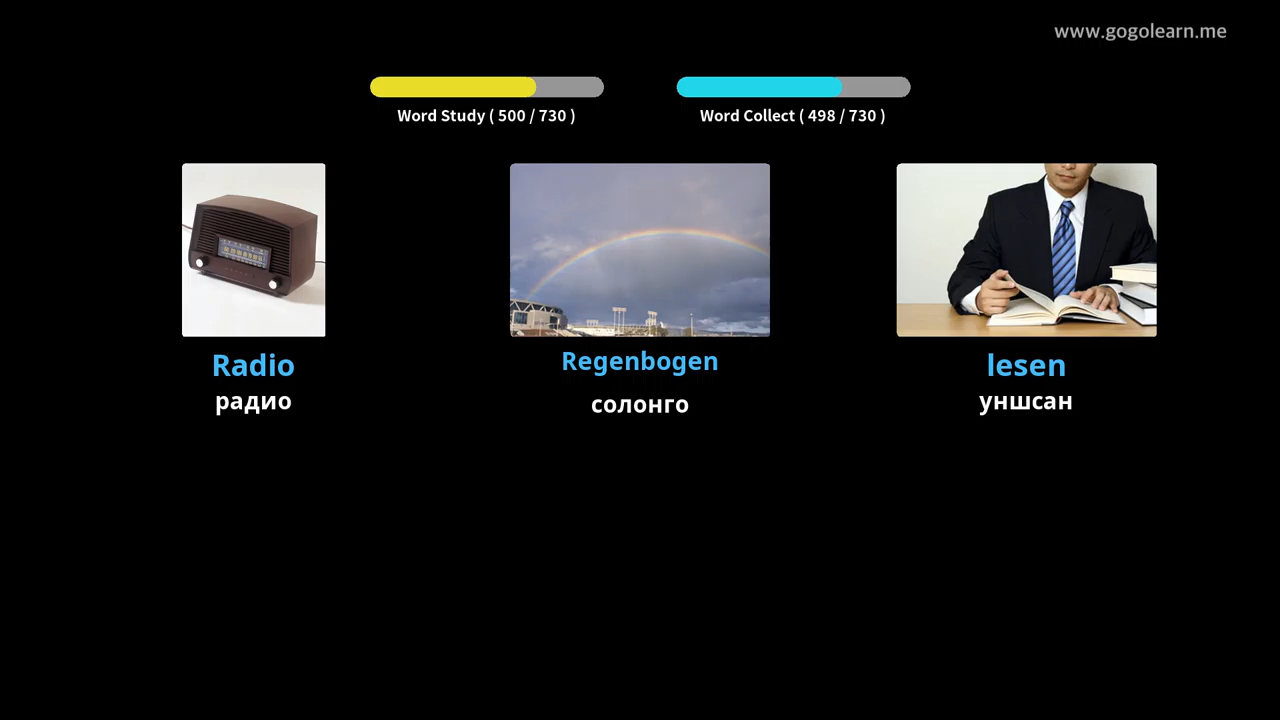 www.gogolearn.me
Word Study ( 500 / 730 )
Word Collect ( 498 / 730 )
Radio
радио
Regenbogen
солонго
lesen
уншсан